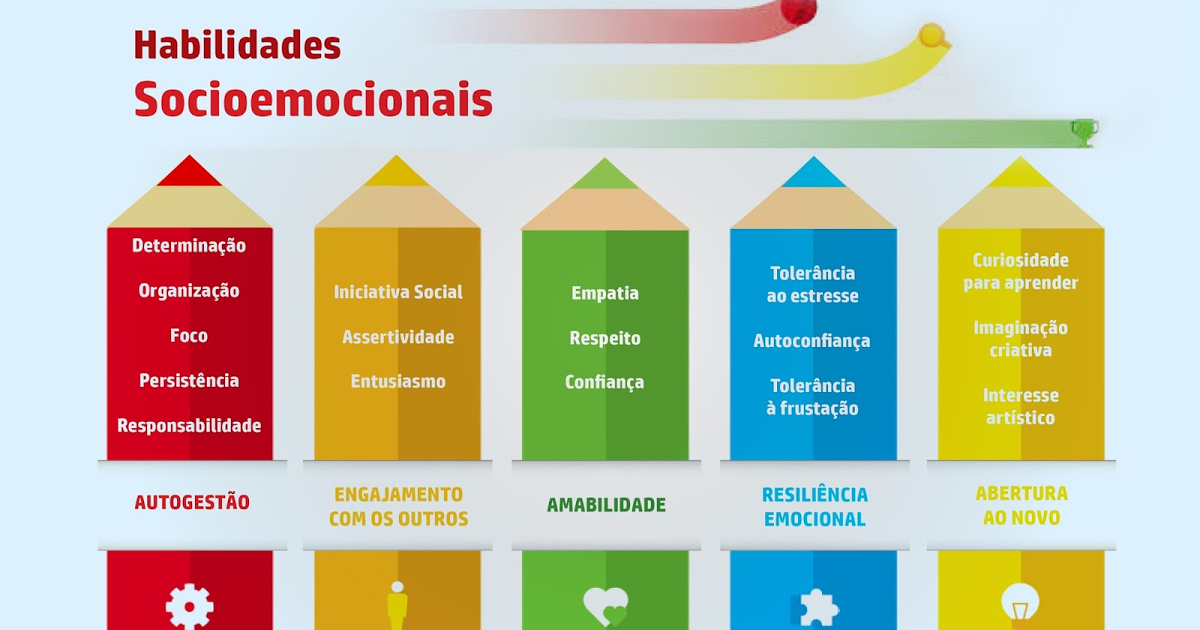 Habilidades
Socioemocionais
Determinação
Organização
Foco
Persistência
Responsabilidade
AUTOGESTÃO
Iniciativa Social
Assertividade
Entusiasmo
ENGAJAMENTO
COM OS OUTROS
Empatia
Respeito
Confiança
AMABILIDADE
Tolerância
ao estresse
Autoconfiança
Tolerância
à frustação
RESILIÊNCIA
EMOCIONAL
Curiosidade
para aprender
Imaginação
criativa
Interesse
artístico
ABERTURA
AO NOVO